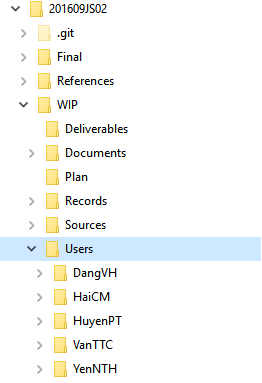 201609JS02
.git
Final
References
WIP
Deliverables
Documents
Plan
Records
Sources
Users
DangVH
HaiCM
HuyenPT
VanTTC
YenNTH